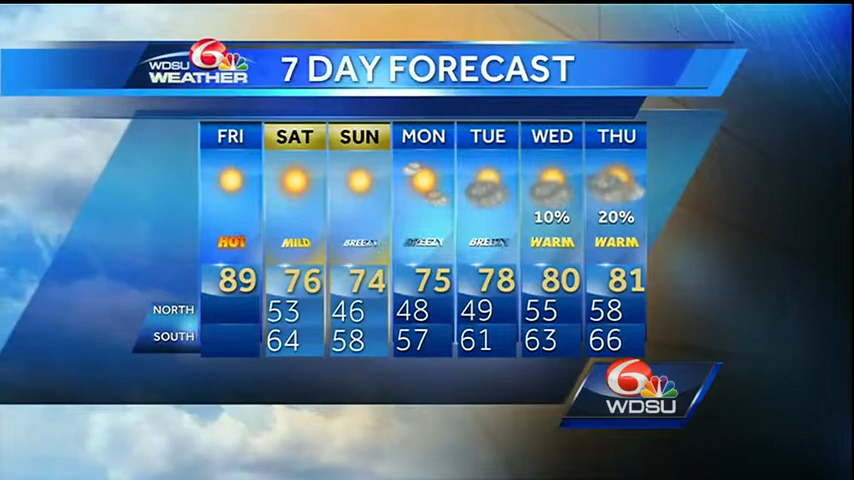 WDSU 6
WEATHER
7 DAY FORECAST
FRI SAT SUN MON TUE WED THU
10% 20%
HOT MILD BREEZY BREEZY BREEZY WARM WARM
89 76 74 75 78 80 81
NORTH 53 46 48 49 55 58
SOUTH 64 58 57 61 63 66
6
WDSU